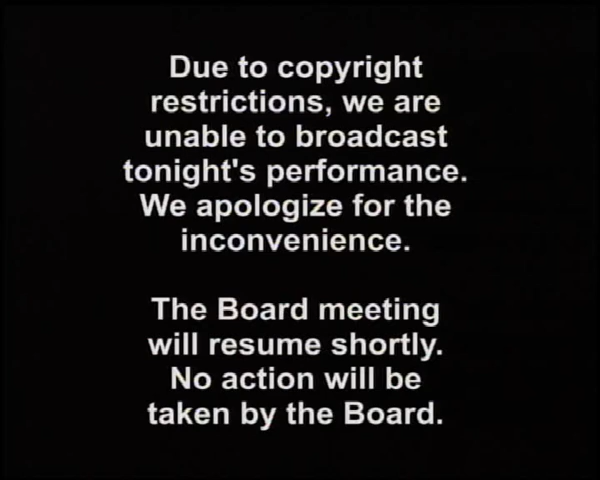 Due to copyright
restrictions, we are
unable to broadcast
tonight's performance.
We apologize for the
inconvenience.
The Board meeting
will resume shortly.
No action will be
taken by the Board.